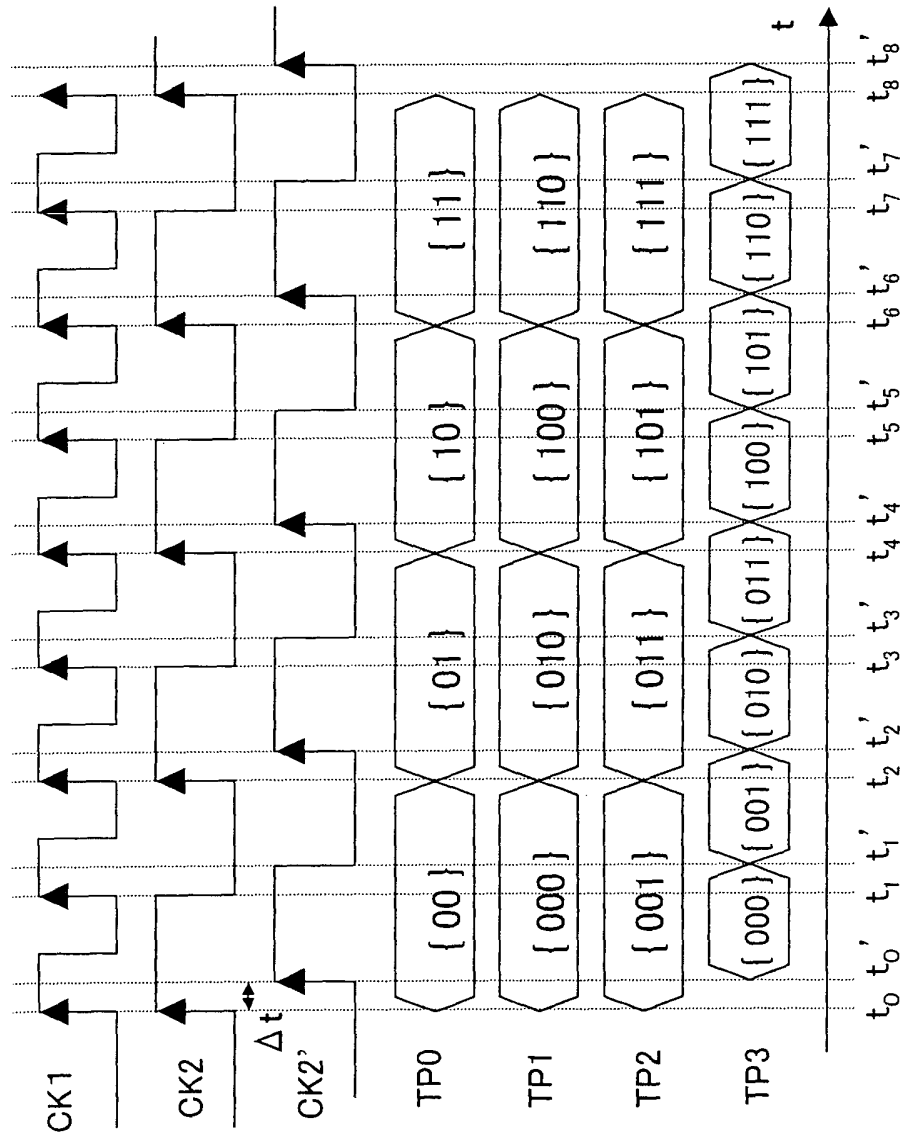 CK1
CK2
Δt
CK2'
TP0 {00} {01} {10} {11}
TP1 {000} {010} {100} {110}
TP2 {001} {011} {101} {111}
TP3 {000} {001} {010} {011} {100} {101} {110} {111}
t
t₀ t₀' t₁ t₁' t₂ t₂' t₃ t₃' t₄ t₄' t₅ t₅' t₆ t₆' t₇ t₇' t₈ t₈'